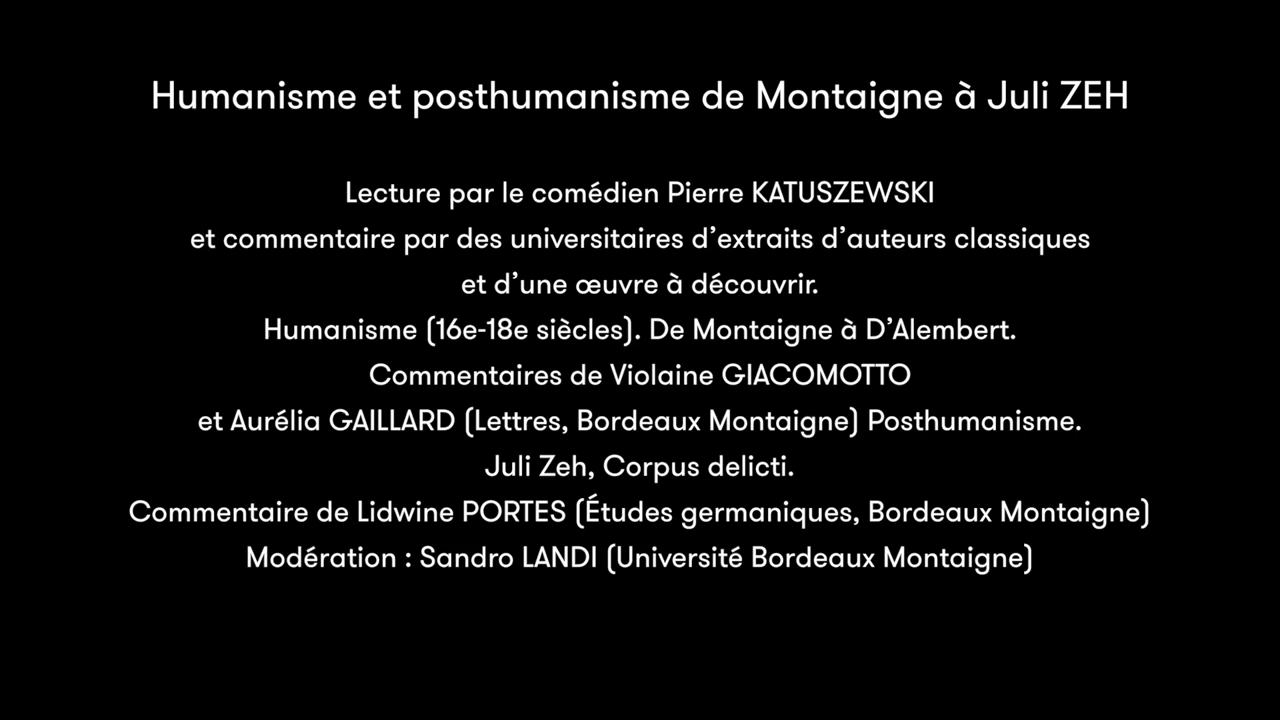 Humanisme et posthumanisme de Montaigne à Juli ZEH
Lecture par le comédien Pierre KATUSZEWSKI
et commentaire par des universitaires d’extraits d’auteurs classiques
et d’une œuvre à découvrir.
Humanisme (16e-18e siècles). De Montaigne à D’Alembert.
Commentaires de Violaine GIACOMOTTO
et Aurélia GAILLARD (Lettres, Bordeaux Montaigne) Posthumanisme.
Juli Zeh, Corpus delicti.
Commentaire de Lidwine PORTES (Études germaniques, Bordeaux Montaigne)
Modération : Sandro LANDI (Université Bordeaux Montaigne)